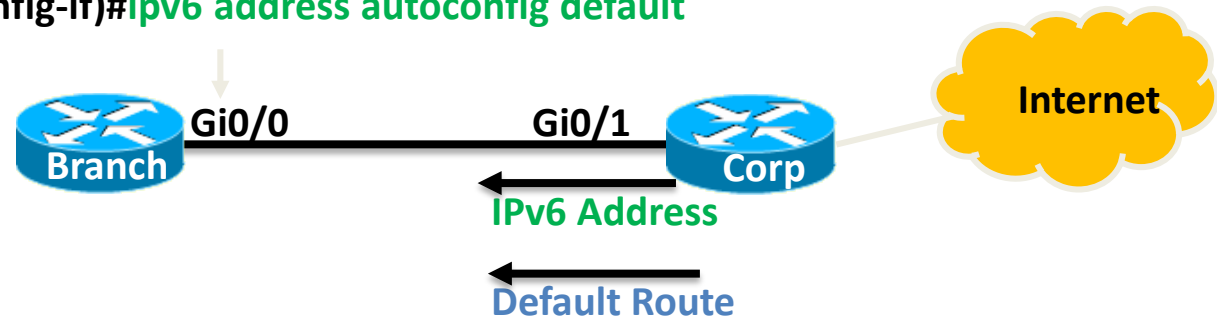 nfig-if)#ipv6 address autoconfig default
Gi0/0 Gi0/1
Internet
Branch Corp
IPv6 Address
Default Route